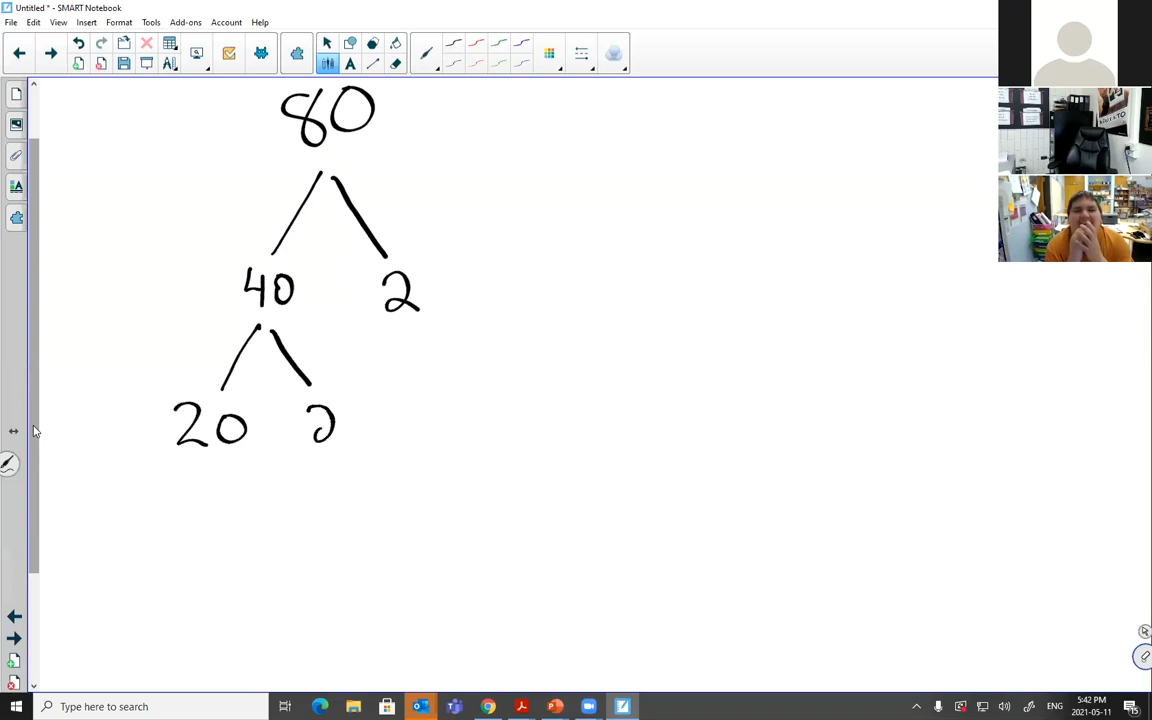 Untitled * - SMART Notebook
File Edit View Insert Format Tools Add-ons Account Help
80
40 2
20 2
Type here to search
ENG
5:42 PM
2021-05-11
15